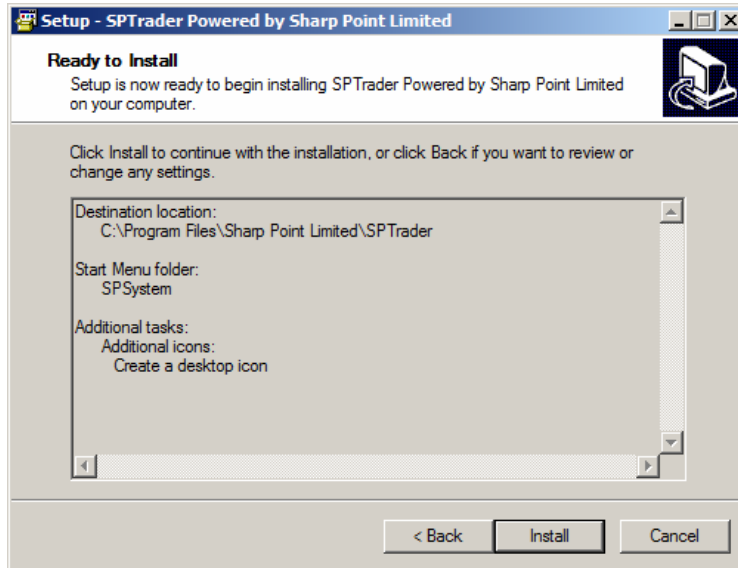 Setup - SPTrader Powered by Sharp Point Limited
Ready to Install
Setup is now ready to begin installing SPTrader Powered by Sharp Point Limited
on your computer.
Click Install to continue with the installation, or click Back if you want to review or
change any settings.
Destination location:
C:\Program Files\Sharp Point Limited\SPTrader
Start Menu folder:
SPSystem
Additional tasks:
Additional icons:
Create a desktop icon
< Back
Install
Cancel